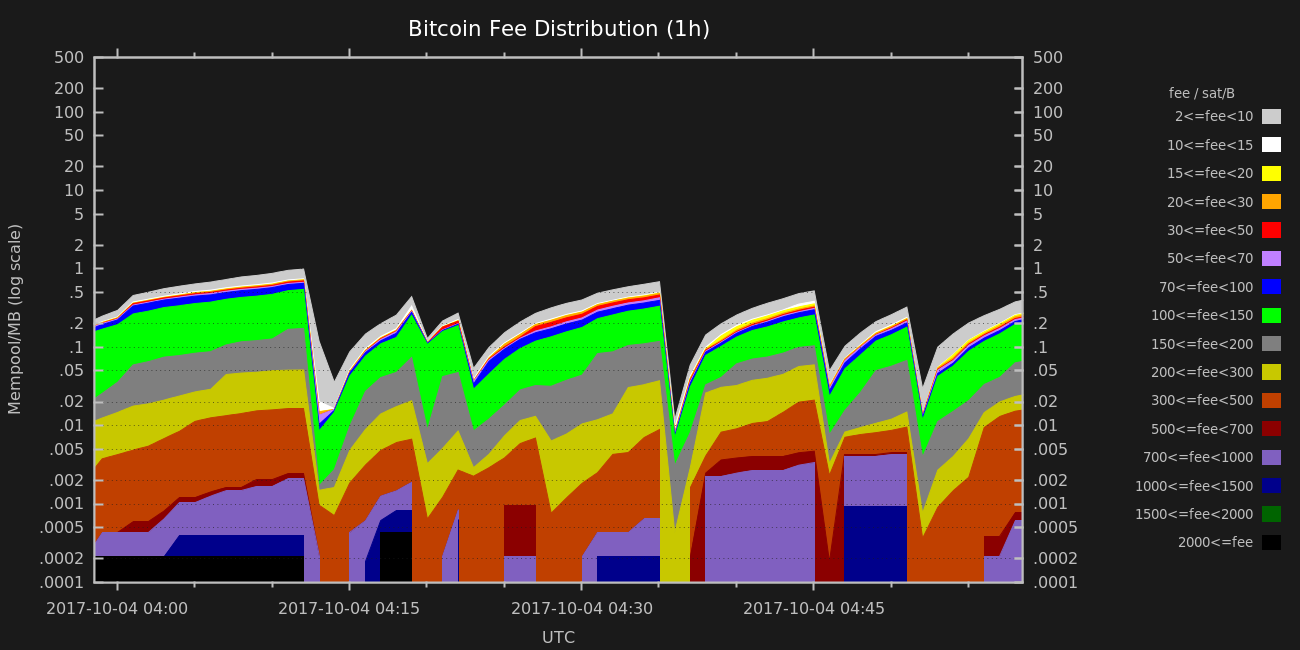 Bitcoin Fee Distribution (1h)
Mempool/MB (log scale)
500
200
100
50
20
10
5
2
1
.5
.2
.1
.05
.02
.01
.005
.002
.001
.0005
.0002
.0001
500
200
100
50
20
10
5
2
1
.5
.2
.1
.05
.02
.01
.005
.002
.001
.0005
.0002
.0001
fee / sat/B
2<=fee<10
10<=fee<15
15<=fee<20
20<=fee<30
30<=fee<50
50<=fee<70
70<=fee<100
100<=fee<150
150<=fee<200
200<=fee<300
300<=fee<500
500<=fee<700
700<=fee<1000
1000<=fee<1500
1500<=fee<2000
2000<=fee
2017-10-04 04:00 2017-10-04 04:15 2017-10-04 04:30 2017-10-04 04:45
UTC